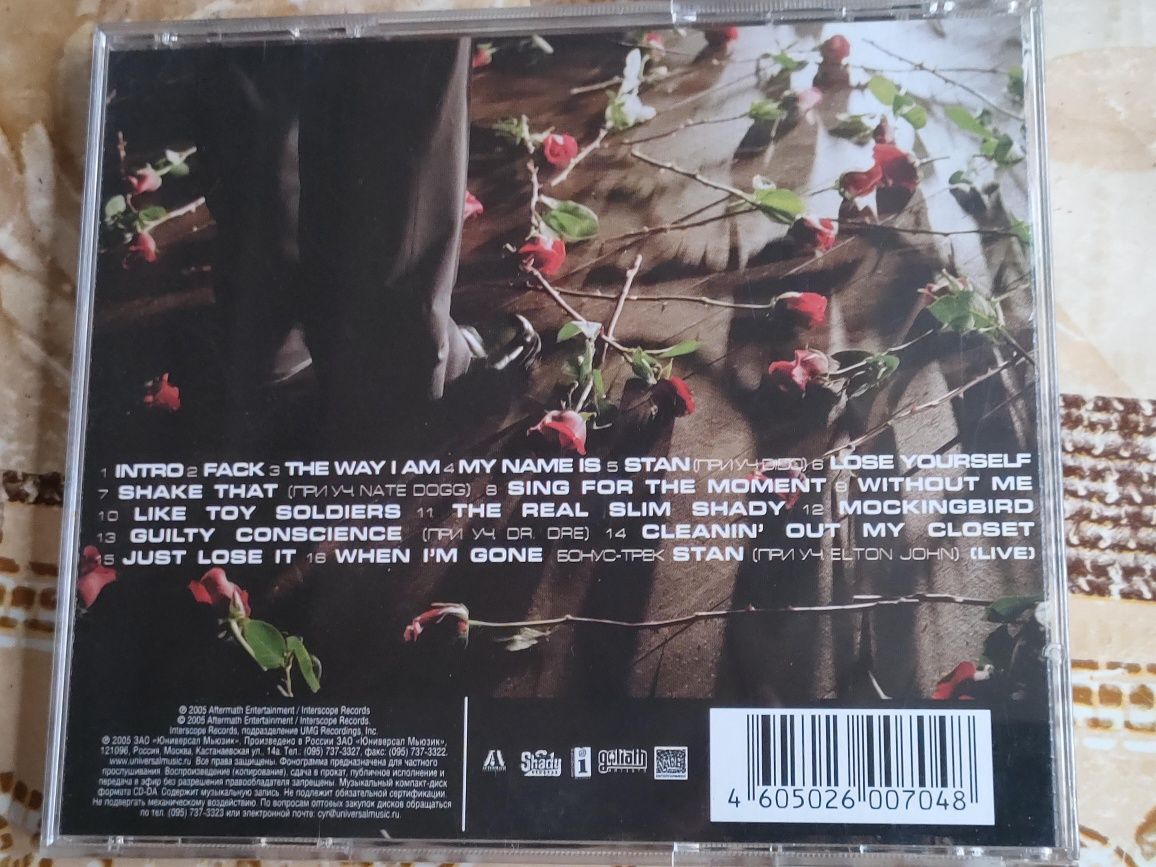 1 INTRO 2 FACK 3 THE WAY I AM 4 MY NAME IS 5 STAN (ПРИ УЧ. DIDO) 6 LOSE YOURSELF
7 SHAKE THAT (ПРИ УЧ. NATE DOGG) 8 SING FOR THE MOMENT 9 WITHOUT ME
10 LIKE TOY SOLDIERS 11 THE REAL SLIM SHADY 12 MOCKINGBIRD
13 GUILTY CONSCIENCE (ПРИ УЧ. DR. DRE) 14 CLEANIN' OUT MY CLOSET
15 JUST LOSE IT 16 WHEN I'M GONE БОНУС-ТРЕК STAN (ПРИ УЧ. ELTON JOHN) (LIVE)
℗ 2005 Aftermath Entertainment / Interscope Records
© 2005 Aftermath Entertainment / Interscope Records.
Interscope Records, подразделение UMG Recordings, Inc.
℗ 2005 ЗАО «Юниверсал Мьюзик», Произведено в России ЗАО «Юниверсал Мьюзик»,
121096, Россия, Москва, Кастанаевская ул., 14а. Тел.: (095) 737-3327, факс: (095) 737-3322.
www.universalmusic.ru Все права защищены. Фонограмма предназначена для частного
прослушивания. Воспроизведение (копирование), сдача в прокат, публичное исполнение и
передача в эфир без разрешения правообладателя запрещены. Музыкальный компакт-диск
формата CD-DA. Содержит музыкальную запись. Не подлежит обязательной сертификации.
Не подвергать механическому воздействию. По вопросам оптовых закупок дисков обращаться
по тел. (095) 737-3323 или электронной почте: cyr@universalmusic.ru.
AFTERMATH Shady RECORDS i goliath
4 605026 007048